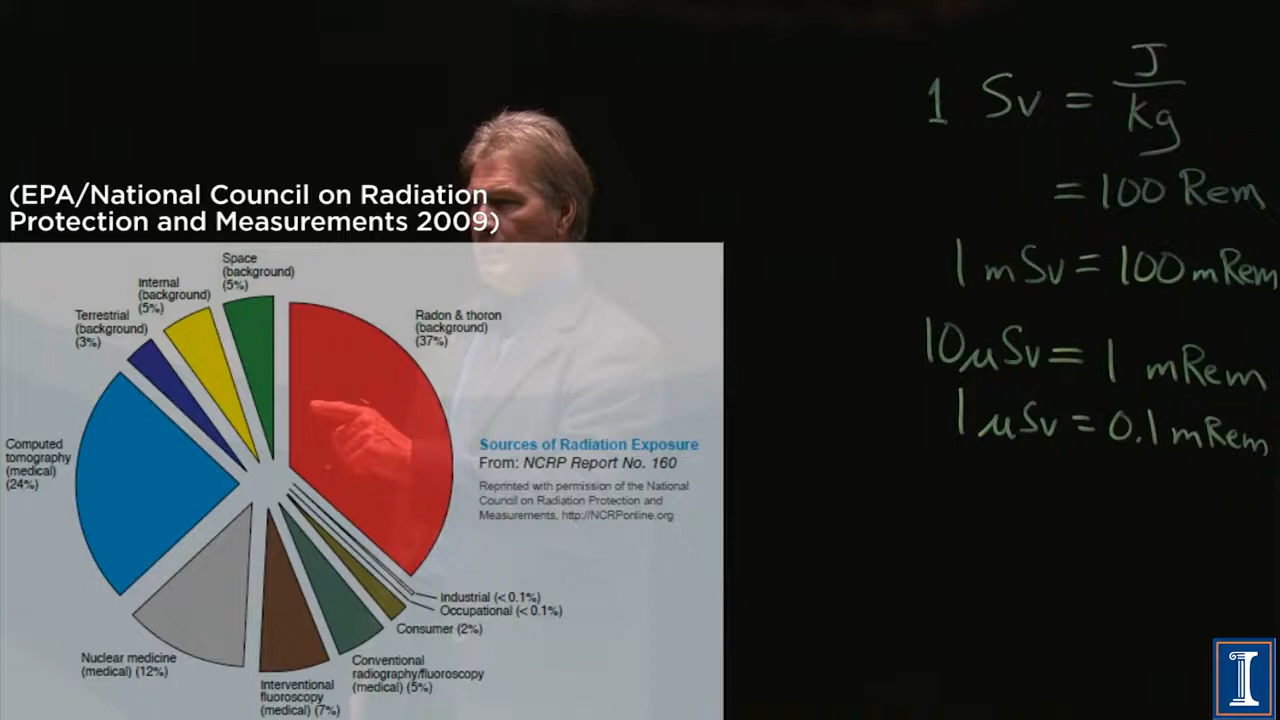 (EPA/National Council on Radiation
Protection and Measurements 2009)
Space
(background)
(5%)
Internal
(background)
(5%)
Terrestrial
(background)
(3%)
Radon & thoron
(background)
(37%)
Computed
tomography
(medical)
(24%)
Sources of Radiation Exposure
From: NCRP Report No. 160
Reprinted with permission of the National
Council on Radiation Protection and
Measurements, http://NCRPonline.org
Industrial (< 0.1%)
Occupational (< 0.1%)
Consumer (2%)
Conventional
radiography/fluoroscopy
(medical) (5%)
Interventional
fluoroscopy
(medical) (7%)
Nuclear medicine
(medical) (12%)
1 Sv = J/kg
= 100 Rem
1 mSv = 100 mRem
10 μSv = 1 mRem
1 μSv = 0.1 mRem
I